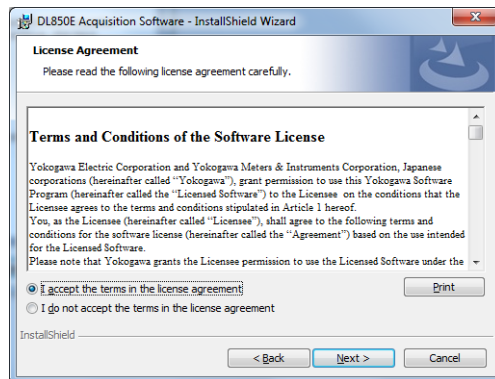 DL850E Acquisition Software - InstallShield Wizard
License Agreement
Please read the following license agreement carefully.
Terms and Conditions of the Software License
Yokogawa Electric Corporation and Yokogawa Meters & Instruments Corporation, Japanese
corporations (hereinafter called “Yokogawa”), grant permission to use this Yokogawa Software
Program (hereinafter called the “Licensed Software”) to the Licensee on the conditions that the
Licensee agrees to the terms and conditions stipulated in Article 1 hereof.
You, as the Licensee (hereinafter called “Licensee”), shall agree to the following terms and
conditions for the software license (hereinafter called the “Agreement”) based on the use intended
for the Licensed Software.
Please note that Yokogawa grants the Licensee permission to use the Licensed Software under the
I accept the terms in the license agreement
Print
I do not accept the terms in the license agreement
InstallShield
< Back
Next >
Cancel